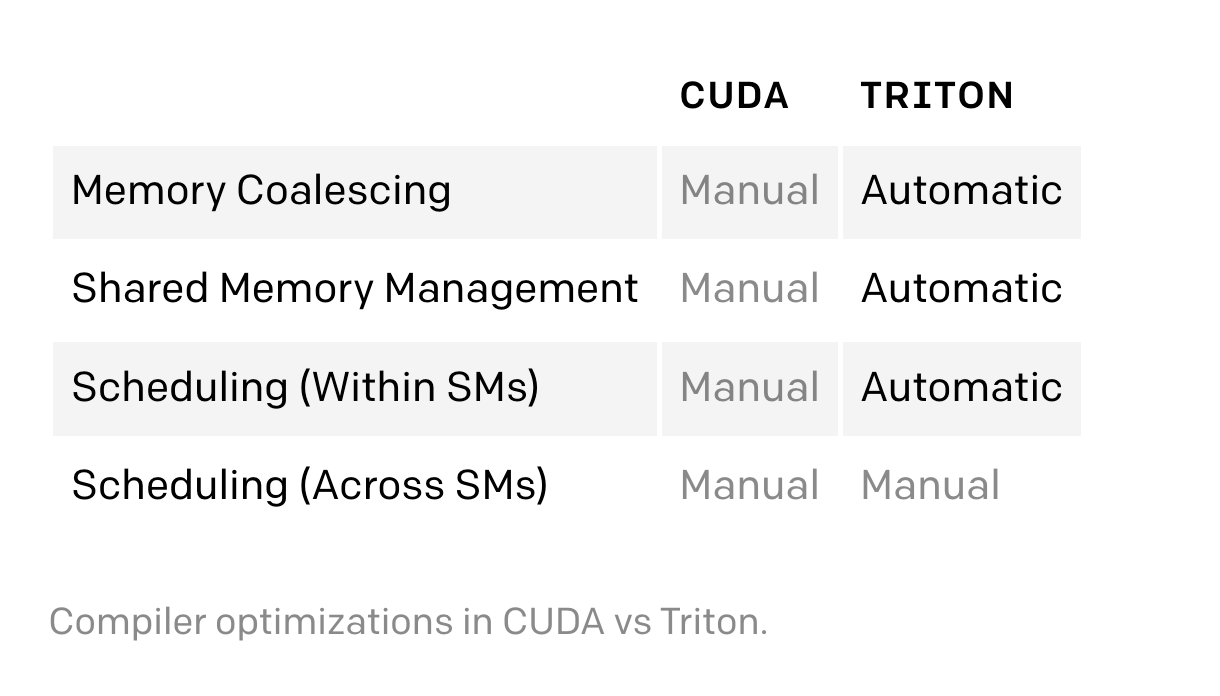 CUDA TRITON
Memory Coalescing Manual Automatic
Shared Memory Management Manual Automatic
Scheduling (Within SMs) Manual Automatic
Scheduling (Across SMs) Manual Manual
Compiler optimizations in CUDA vs Triton.